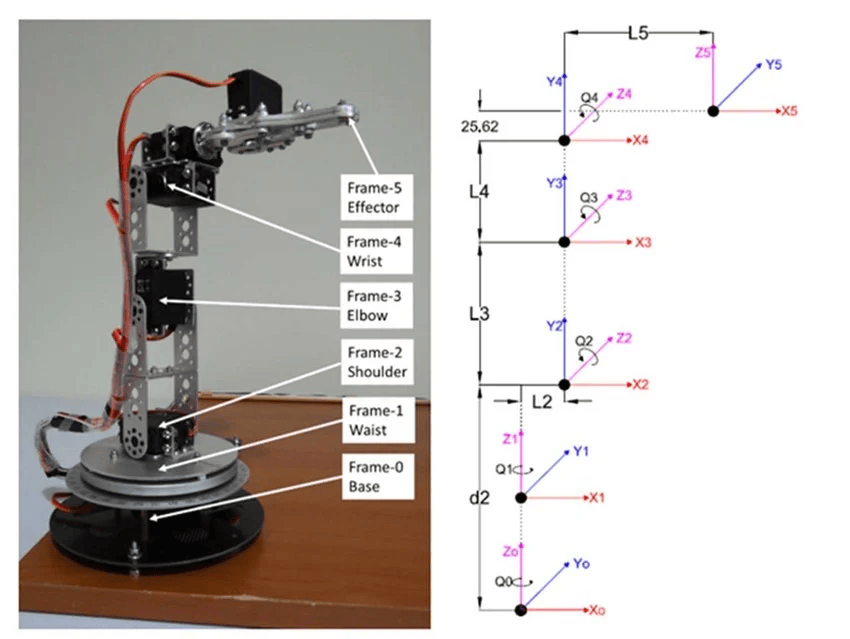 Frame-5
Effector
Frame-4
Wrist
Frame-3
Elbow
Frame-2
Shoulder
Frame-1
Waist
Frame-0
Base
L5
Z5
Y5
X5
Y4
Q4
Z4
X4
25.62
L4
Y3
Q3
Z3
X3
L3
Y2
Q2
Z2
X2
L2
d2
Z1
Y1
Q1
X1
Zo
Yo
Q0
Xo